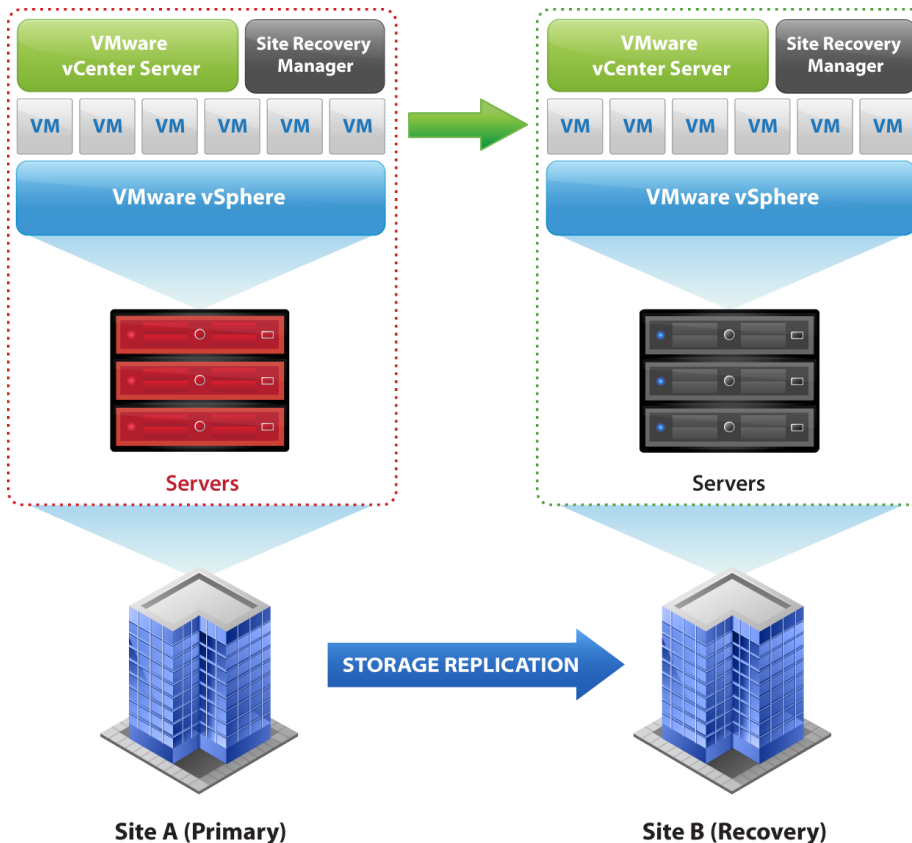 VMware
vCenter Server
Site Recovery
Manager
VM VM VM VM VM VM
VMware vSphere
Servers
Site A (Primary)
STORAGE REPLICATION
VMware
vCenter Server
Site Recovery
Manager
VM VM VM VM VM VM
VMware vSphere
Servers
Site B (Recovery)